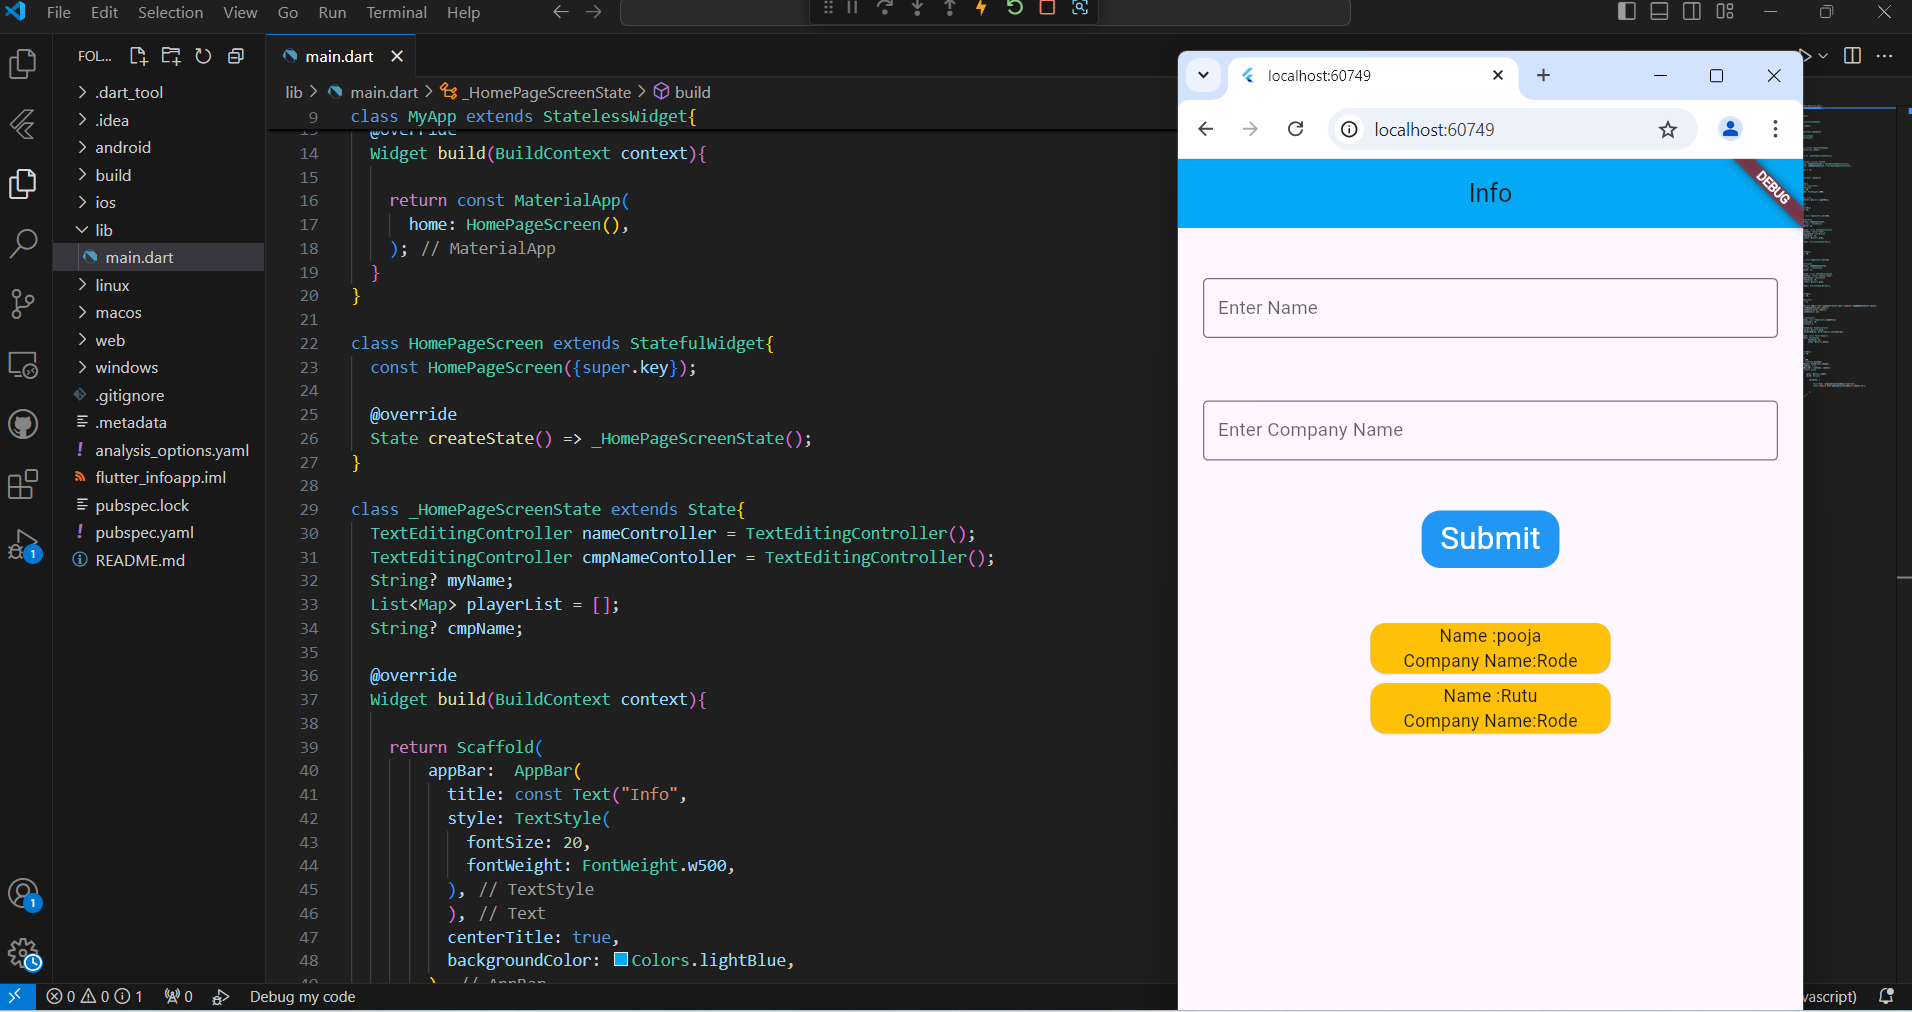 File Edit Selection View Go Run Terminal Help
FOL...
.dart_tool
.idea
android
build
ios
lib
main.dart
linux
macos
web
windows
.gitignore
.metadata
analysis_options.yaml
flutter_infoapp.iml
pubspec.lock
pubspec.yaml
README.md
main.dart
lib > main.dart > _HomePageScreenState > build
9 class MyApp extends StatelessWidget{
13 @override
14 Widget build(BuildContext context){
15
16 return const MaterialApp(
17 home: HomePageScreen(),
18 ); // MaterialApp
19 }
20 }
21
22 class HomePageScreen extends StatefulWidget{
23 const HomePageScreen({super.key});
24
25 @override
26 State createState() => _HomePageScreenState();
27 }
28
29 class _HomePageScreenState extends State{
30 TextEditingController nameController = TextEditingController();
31 TextEditingController cmpNameContoller = TextEditingController();
32 String? myName;
33 List<Map> playerList = [];
34 String? cmpName;
35
36 @override
37 Widget build(BuildContext context){
38
39 return Scaffold(
40 appBar: AppBar(
41 title: const Text("Info",
42 style: TextStyle(
43 fontSize: 20,
44 fontWeight: FontWeight.w500,
45 ), // TextStyle
46 ), // Text
47 centerTitle: true,
48 backgroundColor: Colors.lightBlue,
49 ), // AppBar
localhost:60749
localhost:60749
Info
DEBUG
Enter Name
Enter Company Name
Submit
Name :pooja
Company Name:Rode
Name :Rutu
Company Name:Rode
1
1
0 0 1 0 Debug my code
vascript)